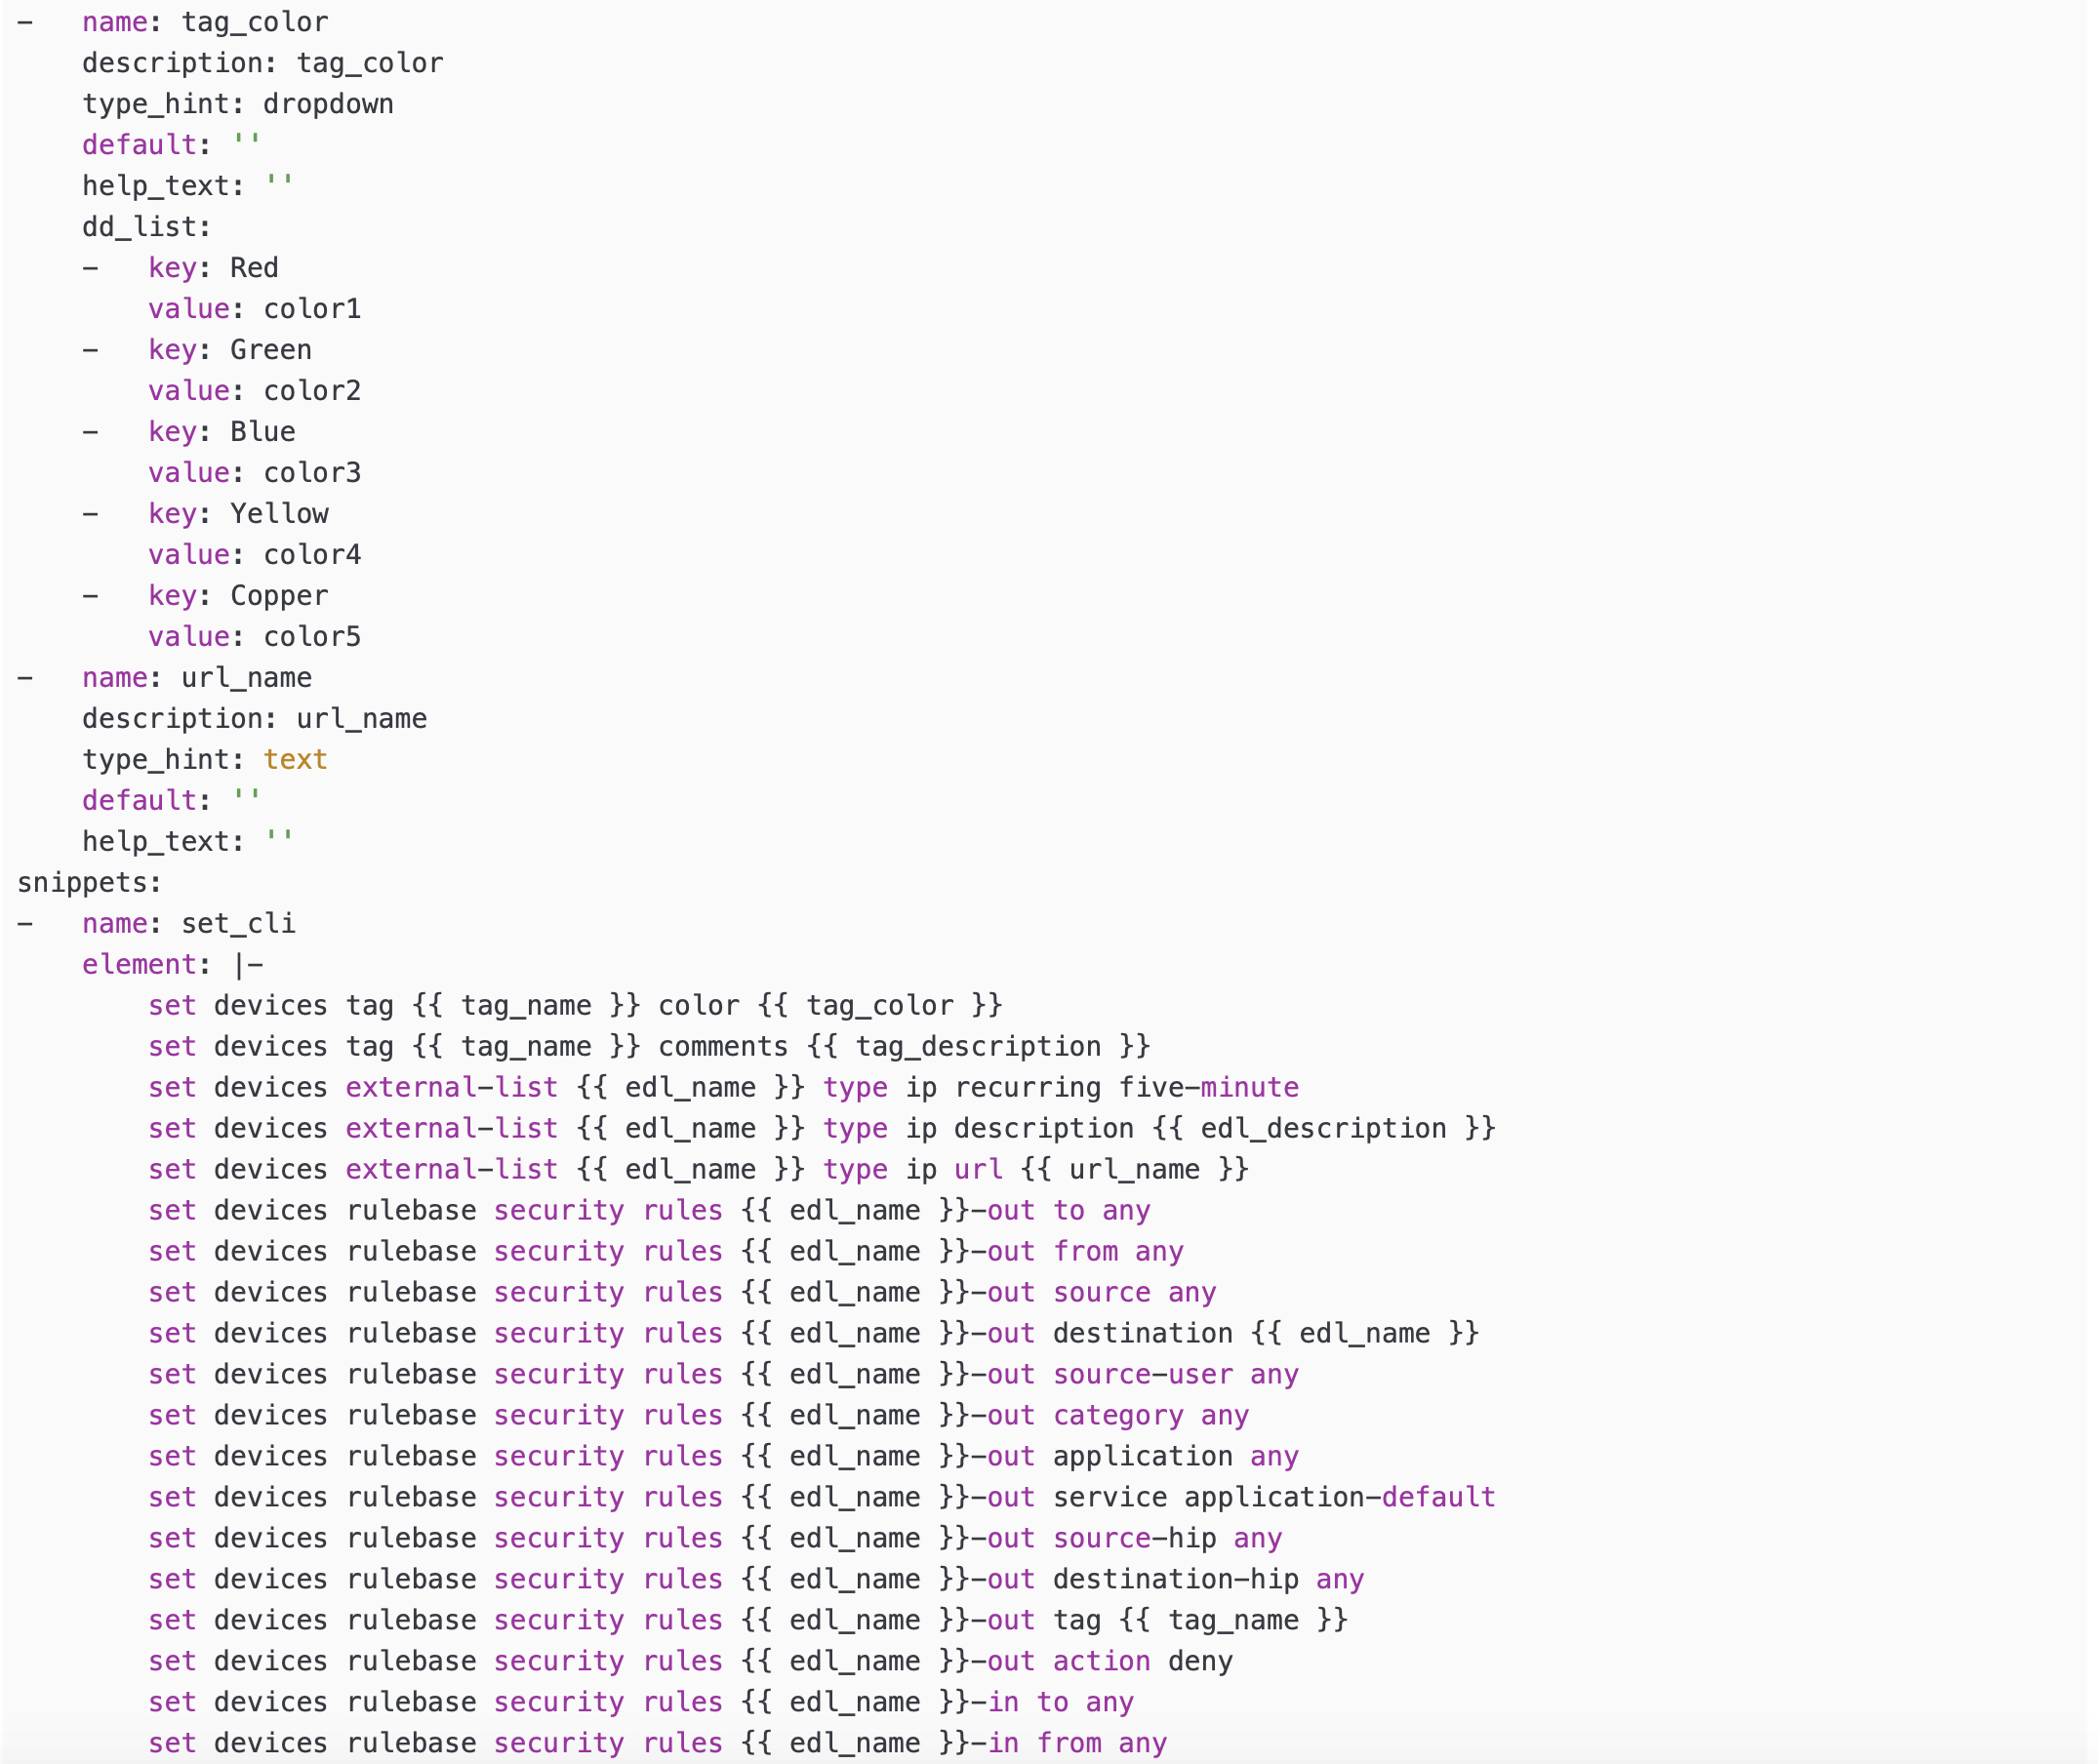 -   name: tag_color
    description: tag_color
    type_hint: dropdown
    default: ''
    help_text: ''
    dd_list:
    -   key: Red
        value: color1
    -   key: Green
        value: color2
    -   key: Blue
        value: color3
    -   key: Yellow
        value: color4
    -   key: Copper
        value: color5
-   name: url_name
    description: url_name
    type_hint: text
    default: ''
    help_text: ''
snippets:
-   name: set_cli
    element: |-
        set devices tag {{ tag_name }} color {{ tag_color }}
        set devices tag {{ tag_name }} comments {{ tag_description }}
        set devices external-list {{ edl_name }} type ip recurring five-minute
        set devices external-list {{ edl_name }} type ip description {{ edl_description }}
        set devices external-list {{ edl_name }} type ip url {{ url_name }}
        set devices rulebase security rules {{ edl_name }}-out to any
        set devices rulebase security rules {{ edl_name }}-out from any
        set devices rulebase security rules {{ edl_name }}-out source any
        set devices rulebase security rules {{ edl_name }}-out destination {{ edl_name }}
        set devices rulebase security rules {{ edl_name }}-out source-user any
        set devices rulebase security rules {{ edl_name }}-out category any
        set devices rulebase security rules {{ edl_name }}-out application any
        set devices rulebase security rules {{ edl_name }}-out service application-default
        set devices rulebase security rules {{ edl_name }}-out source-hip any
        set devices rulebase security rules {{ edl_name }}-out destination-hip any
        set devices rulebase security rules {{ edl_name }}-out tag {{ tag_name }}
        set devices rulebase security rules {{ edl_name }}-out action deny
        set devices rulebase security rules {{ edl_name }}-in to any
        set devices rulebase security rules {{ edl_name }}-in from any